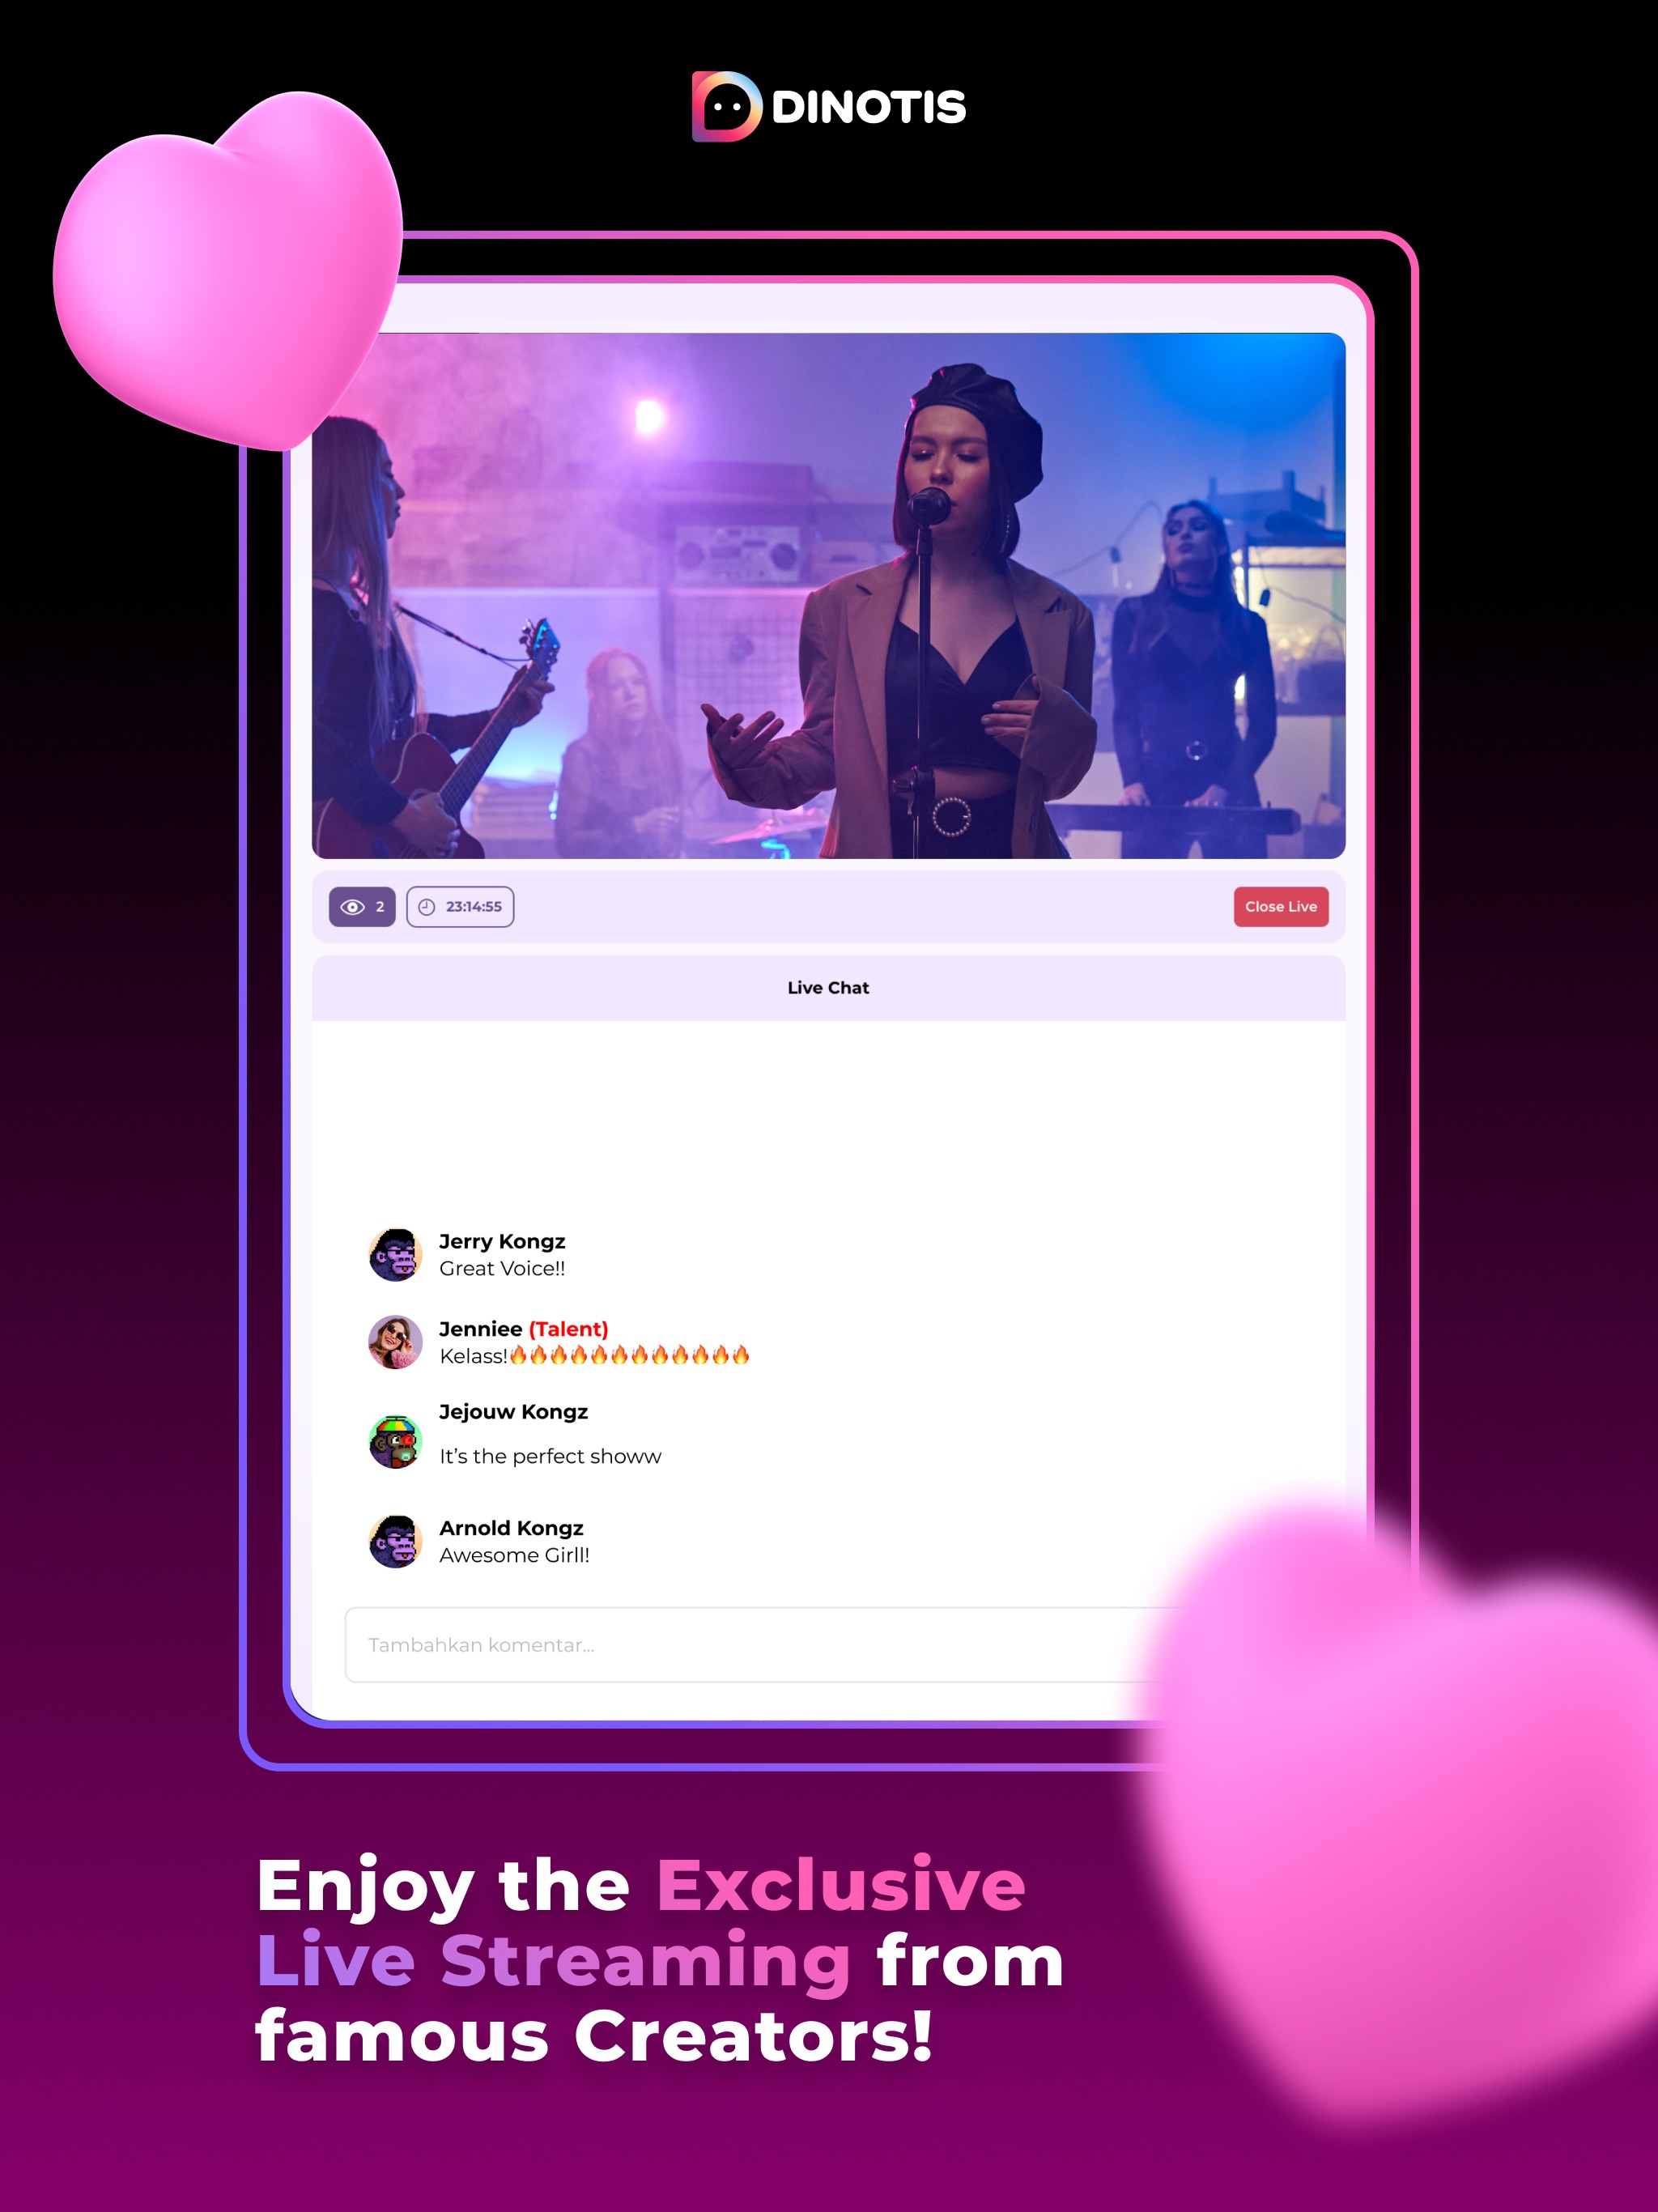 DINOTIS
2
23:14:55
Close Live
Live Chat
Jerry Kongz
Great Voice!!
Jenniee (Talent)
Kelass!🔥🔥🔥🔥🔥🔥🔥🔥🔥🔥🔥🔥
Jejouw Kongz
It's the perfect showw
Arnold Kongz
Awesome Girll!
Tambahkan komentar...
Enjoy the Exclusive
Live Streaming from
famous Creators!